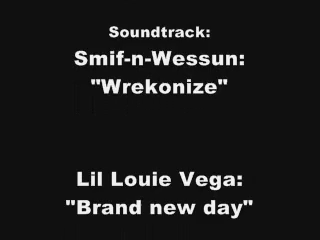 Soundtrack:
Smif-n-Wessun:
"Wrekonize"
Lil Louie Vega:
"Brand new day"